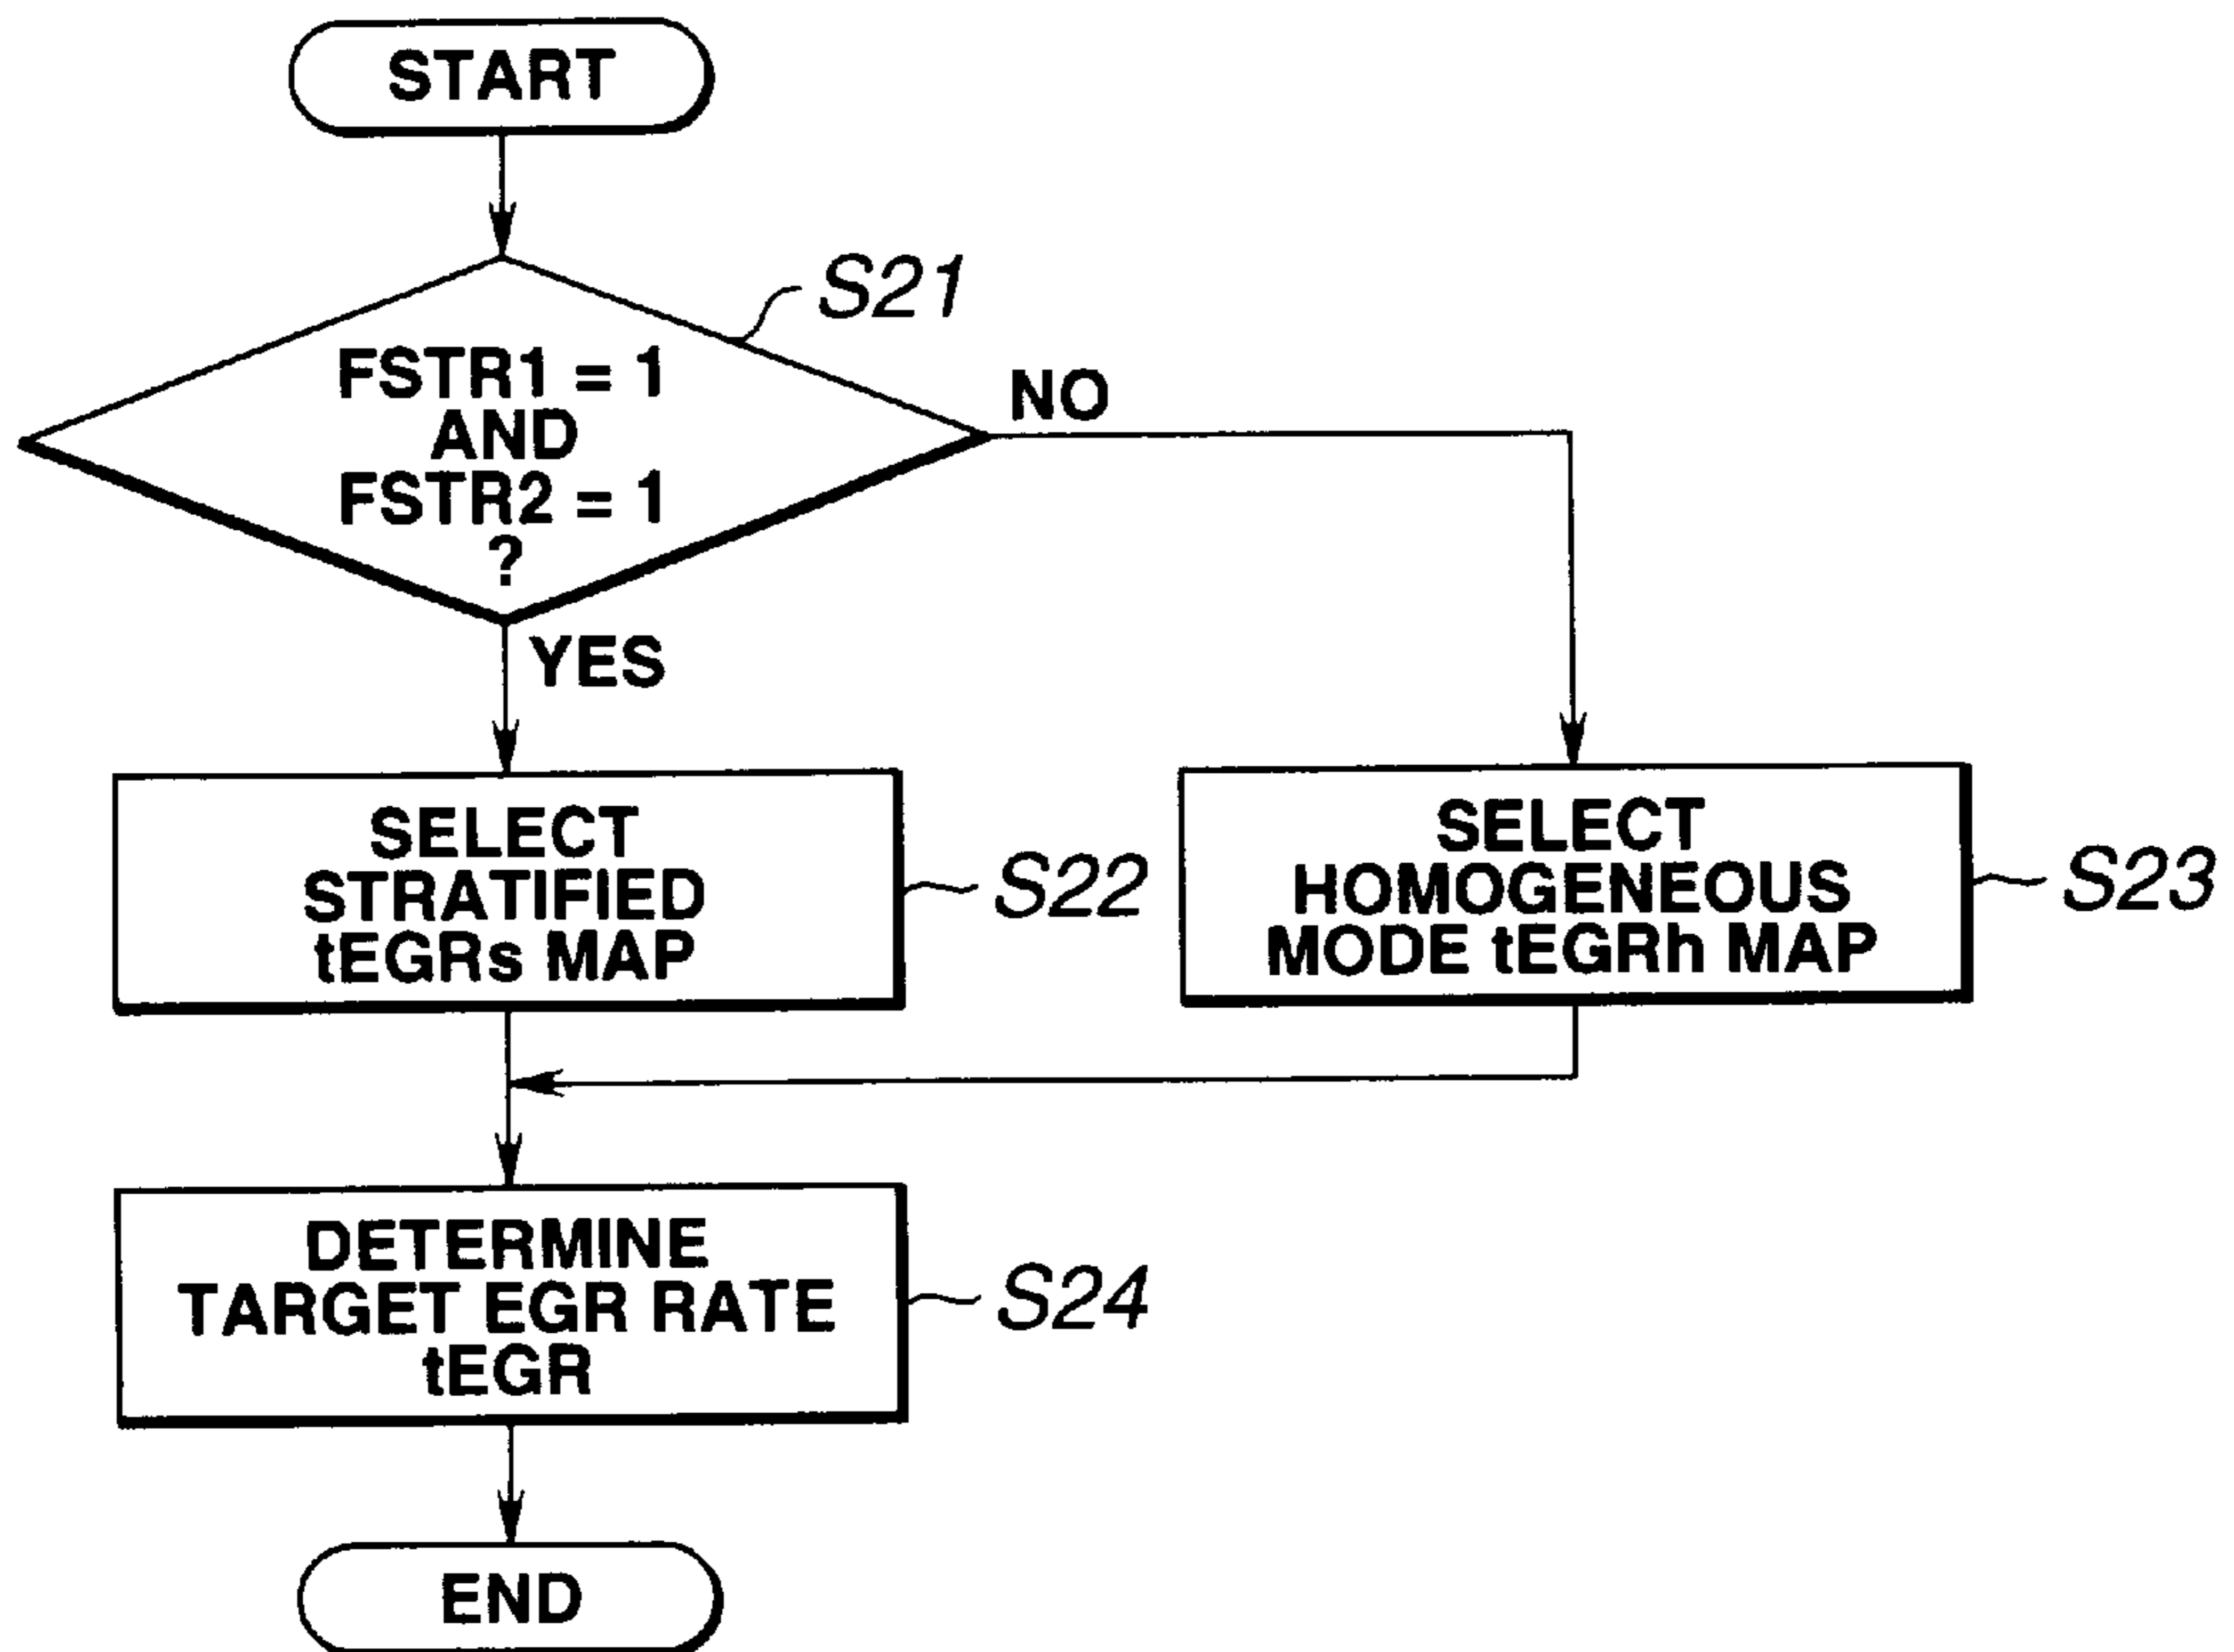 START
S21
FSTR1 = 1
AND
FSTR2 = 1
?
NO
YES
SELECT
STRATIFIED
tEGRs MAP
S22
SELECT
HOMOGENEOUS
MODE tEGRh MAP
S23
DETERMINE
TARGET EGR RATE
tEGR
S24
END